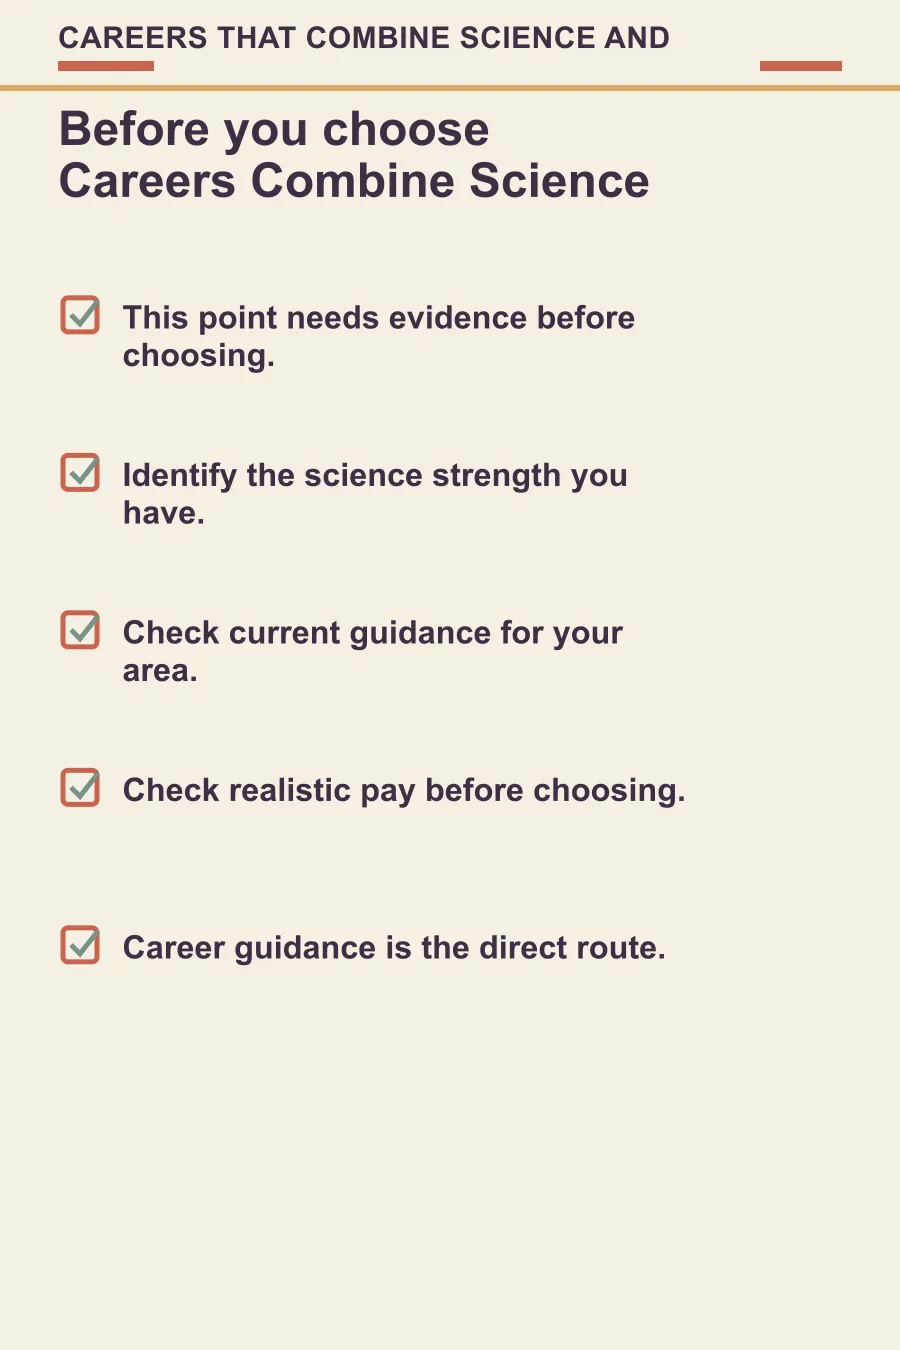 CAREERS THAT COMBINE SCIENCE AND
Before you choose
Careers Combine Science
This point needs evidence before
choosing.
Identify the science strength you
have.
Check current guidance for your
area.
Check realistic pay before choosing.
Career guidance is the direct route.